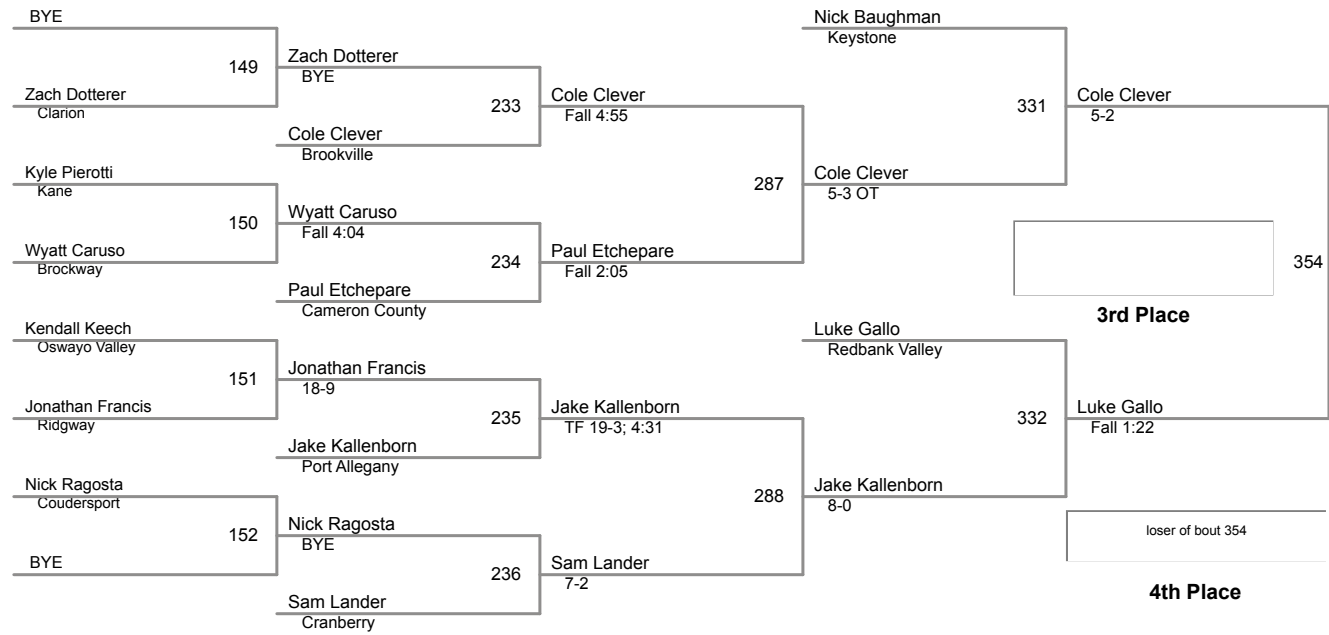 BYE
149
Zach Dotterer
Clarion
Kyle Pierotti
Kane
150
Wyatt Caruso
Brockway
Kendall Keech
Oswayo Valley
151
Jonathan Francis
Ridgway
Nick Ragosta
Coudersport
152
BYE
Zach Dotterer
BYE
233
Cole Clever
Brookville
Wyatt Caruso
Fall 4:04
234
Paul Etchepare
Cameron County
Jonathan Francis
18-9
235
Jake Kallenborn
Port Allegany
Nick Ragosta
BYE
236
Sam Lander
Cranberry
Cole Clever
Fall 4:55
287
Paul Etchepare
Fall 2:05
Jake Kallenborn
TF 19-3; 4:31
288
Sam Lander
7-2
Nick Baughman
Keystone
331
Cole Clever
5-3 OT
Luke Gallo
Redbank Valley
332
Jake Kallenborn
8-0
Cole Clever
5-2
354
3rd Place
Luke Gallo
Fall 1:22
loser of bout 354
4th Place